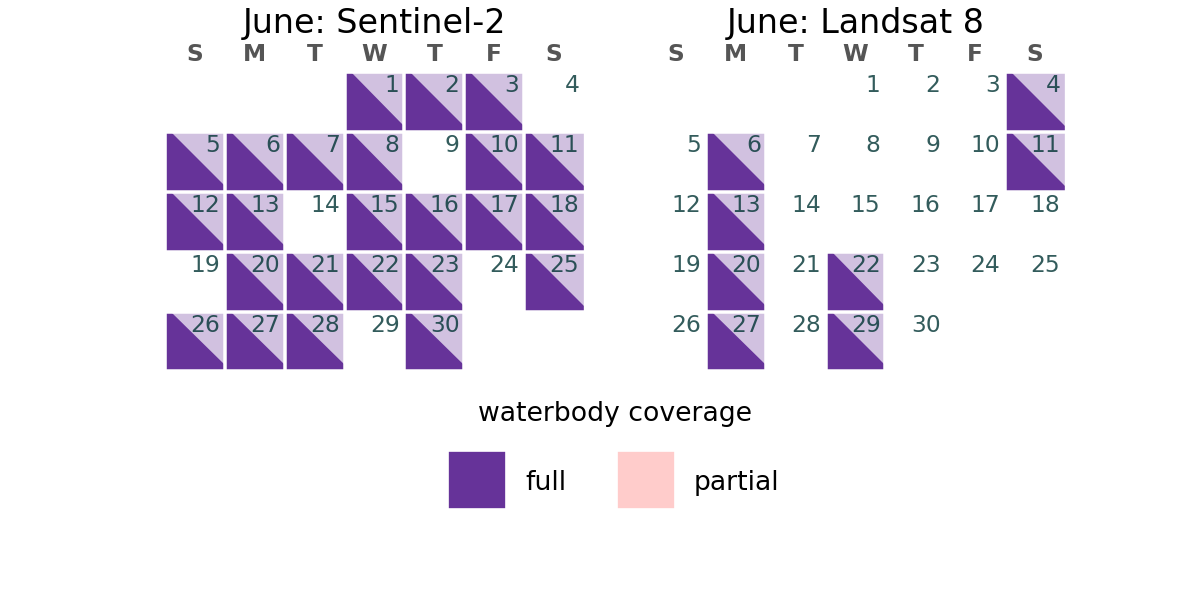 June: Sentinel-2
S M T W T F S
1 2 3 4
5 6 7 8 9 10 11
12 13 14 15 16 17 18
19 20 21 22 23 24 25
26 27 28 29 30
June: Landsat 8
S M T W T F S
1 2 3 4
5 6 7 8 9 10 11
12 13 14 15 16 17 18
19 20 21 22 23 24 25
26 27 28 29 30
waterbody coverage
full
partial